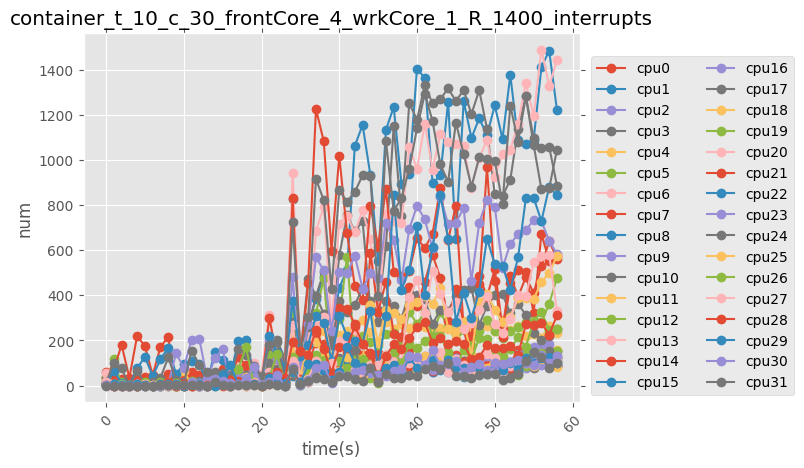 container_t_10_c_30_frontCore_4_wrkCore_1_R_1400_interrupts
1400
1200
1000
800
600
400
200
0
num
0
10
20
30
40
50
60
time(s)
cpu0
cpu1
cpu2
cpu3
cpu4
cpu5
cpu6
cpu7
cpu8
cpu9
cpu10
cpu11
cpu12
cpu13
cpu14
cpu15
cpu16
cpu17
cpu18
cpu19
cpu20
cpu21
cpu22
cpu23
cpu24
cpu25
cpu26
cpu27
cpu28
cpu29
cpu30
cpu31